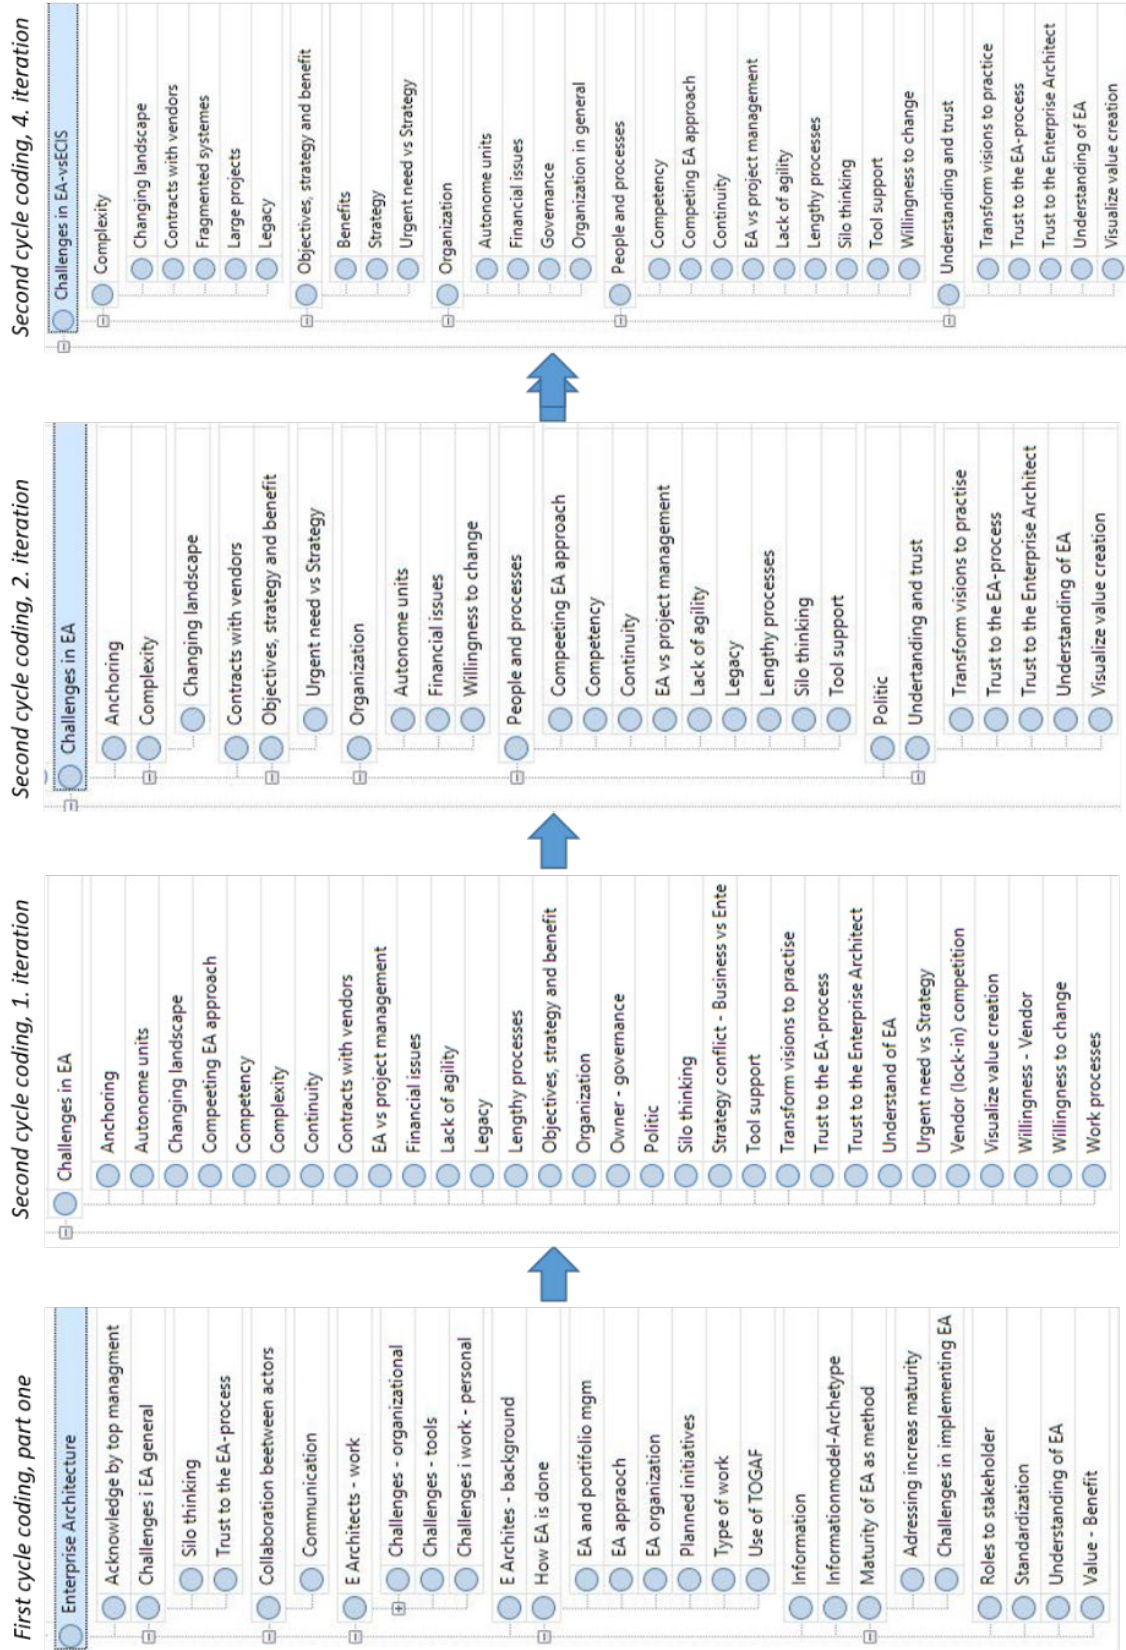 First cycle coding, part one
Enterprise Architecture
Acknowledge by top managment
Challenges i EA general
Silo thinking
Trust to the EA-process
Collaboration beetween actors
Communication
E Architects - work
Challenges - organizational
Challenges - tools
Challenges i work - personal
E Archites - background
How EA is done
EA and portifolio mgm
EA appraoch
EA organization
Planned initiatives
Type of work
Use of TOGAF
Information
Informationmodel-Archetype
Maturity of EA as method
Adressing increas maturity
Challenges in implementing EA
Roles to stakeholder
Standardization
Understanding of EA
Value - Benefit
Second cycle coding, 1. iteration
Challenges in EA
Anchoring
Autonome units
Changing landscape
Competing EA approach
Competency
Complexity
Continuity
Contracts with vendors
EA vs project management
Financial issues
Lack of agility
Legacy
Lengthy processes
Objectives, strategy and benefit
Organization
Owner - governance
Politic
Silo thinking
Strategy conflict - Business vs Ente
Tool support
Transform visions to practise
Trust to the EA-process
Trust to the Enterprise Architect
Understand of EA
Urgent need vs Strategy
Vendor (lock-in) competition
Visualize value creation
Willingness - Vendor
Willingness to change
Work processes
Second cycle coding, 2. iteration
Challenges in EA
Anchoring
Complexity
Changing landscape
Contracts with vendors
Objectives, strategy and benefit
Urgent need vs Strategy
Organization
Autonome units
Financial issues
Willingness to change
People and processes
Competing EA approach
Competency
Continuity
EA vs project management
Lack of agility
Legacy
Lengthy processes
Silo thinking
Tool support
Politic
Undertanding and trust
Transform visions to practise
Trust to the EA-process
Trust to the Enterprise Architect
Understanding of EA
Visualize value creation
Second cycle coding, 4. iteration
Challenges in EA-vsECIS
Complexity
Changing landscape
Contracts with vendors
Fragmented systemes
Large projects
Legacy
Objectives, strategy and benefit
Benefits
Strategy
Urgent need vs Strategy
Organization
Autonome units
Financial issues
Governance
Organization in general
People and processes
Competency
Competing EA approach
Continuity
EA vs project management
Lack of agility
Lengthy processes
Silo thinking
Tool support
Willingness to change
Understanding and trust
Transform visions to practice
Trust to the EA-process
Trust to the Enterprise Architect
Understanding of EA
Visualize value creation